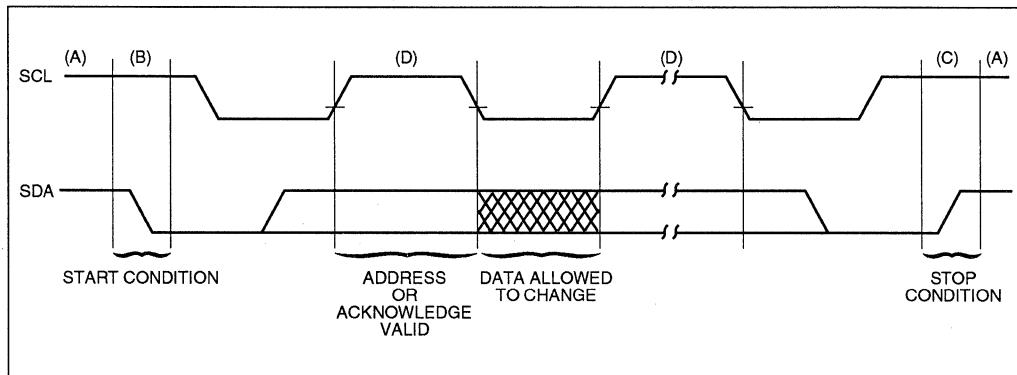 (A) (B) (D) (D) (C) (A)
SCL
SDA
START CONDITION
ADDRESS
OR
ACKNOWLEDGE
VALID
DATA ALLOWED
TO CHANGE
STOP
CONDITION